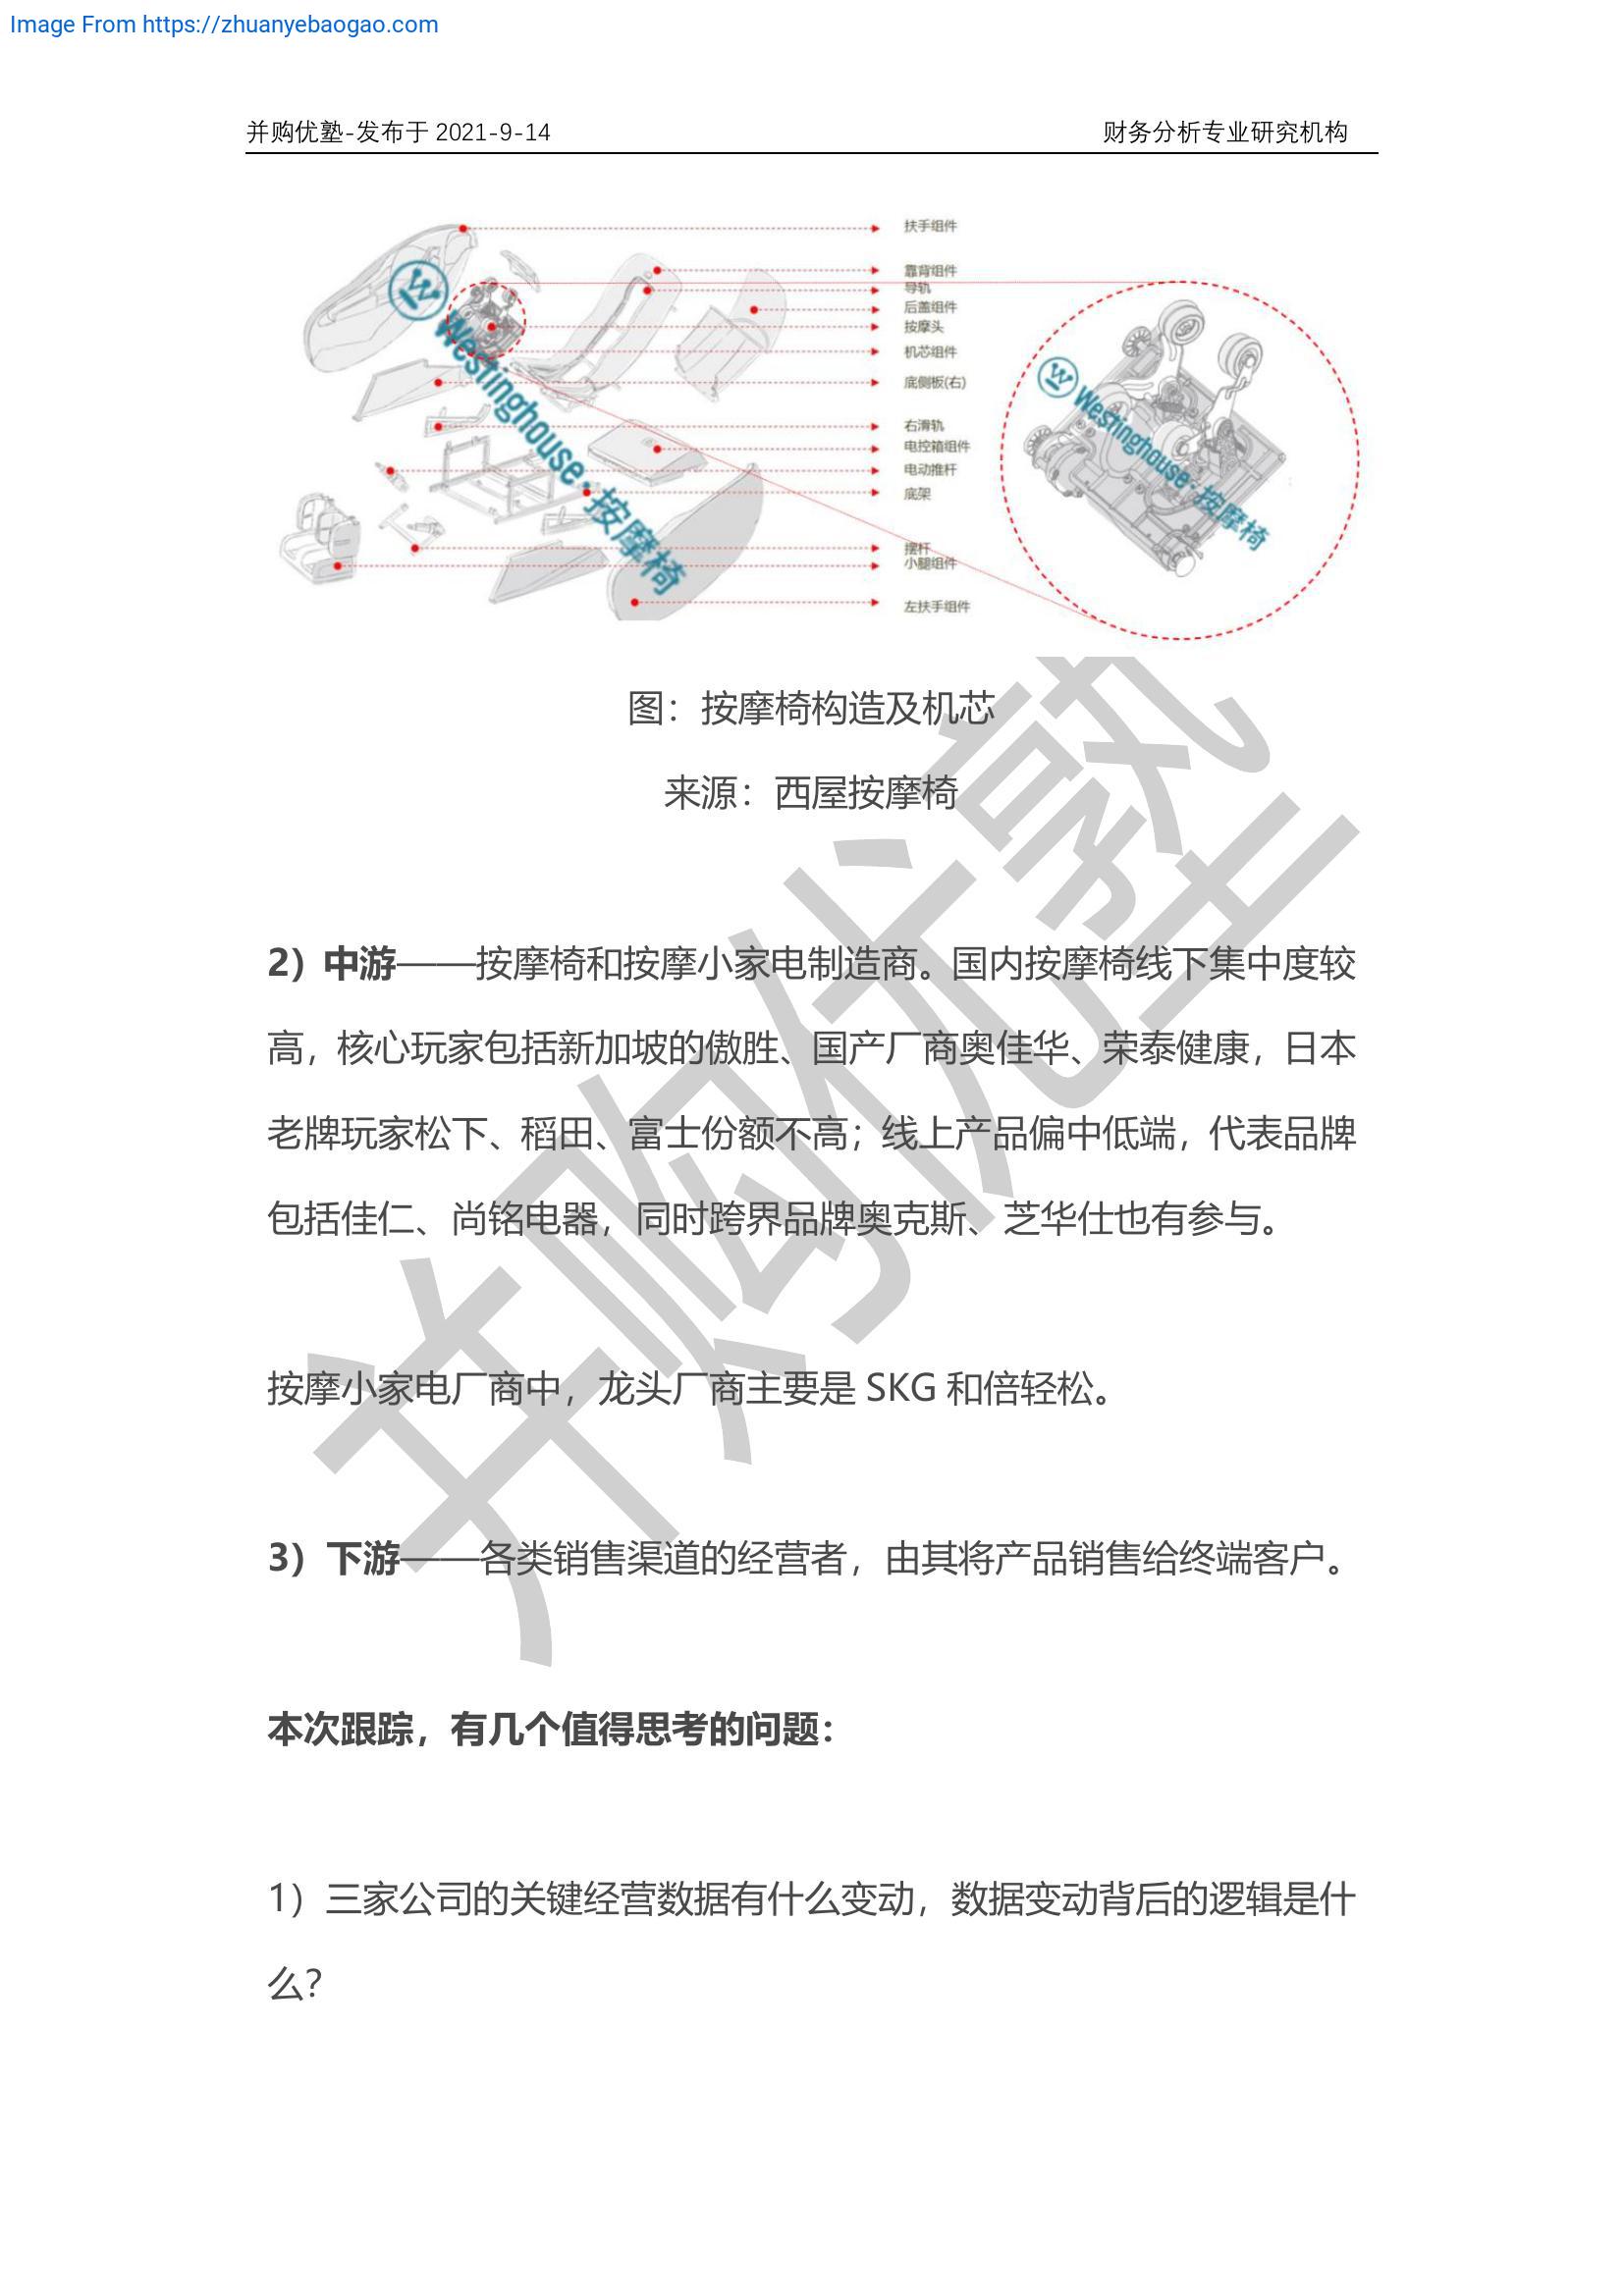 Image From https://zhuanyebaogao.com
并购优塾-发布于 2021-9-14 财务分析专业研究机构
扶手组件
靠背组件
导轨
后盖组件
按摩头
机芯组件
底侧板(右)
右滑轨
电控箱组件
电动推杆
底架
摆杆
小腿组件
左扶手组件
Westinghouse·按摩椅
Westinghouse·按摩椅
图：按摩椅构造及机芯
来源：西屋按摩椅
2）中游——按摩椅和按摩小家电制造商。国内按摩椅线下集中度较
高，核心玩家包括新加坡的傲胜、国产厂商奥佳华、荣泰健康，日本
老牌玩家松下、稻田、富士份额不高；线上产品偏中低端，代表品牌
包括佳仁、尚铭电器，同时跨界品牌奥克斯、芝华仕也有参与。
按摩小家电厂商中，龙头厂商主要是 SKG 和倍轻松。
3）下游——各类销售渠道的经营者，由其将产品销售给终端客户。
本次跟踪，有几个值得思考的问题：
1）三家公司的关键经营数据有什么变动，数据变动背后的逻辑是什
么？
并购优塾